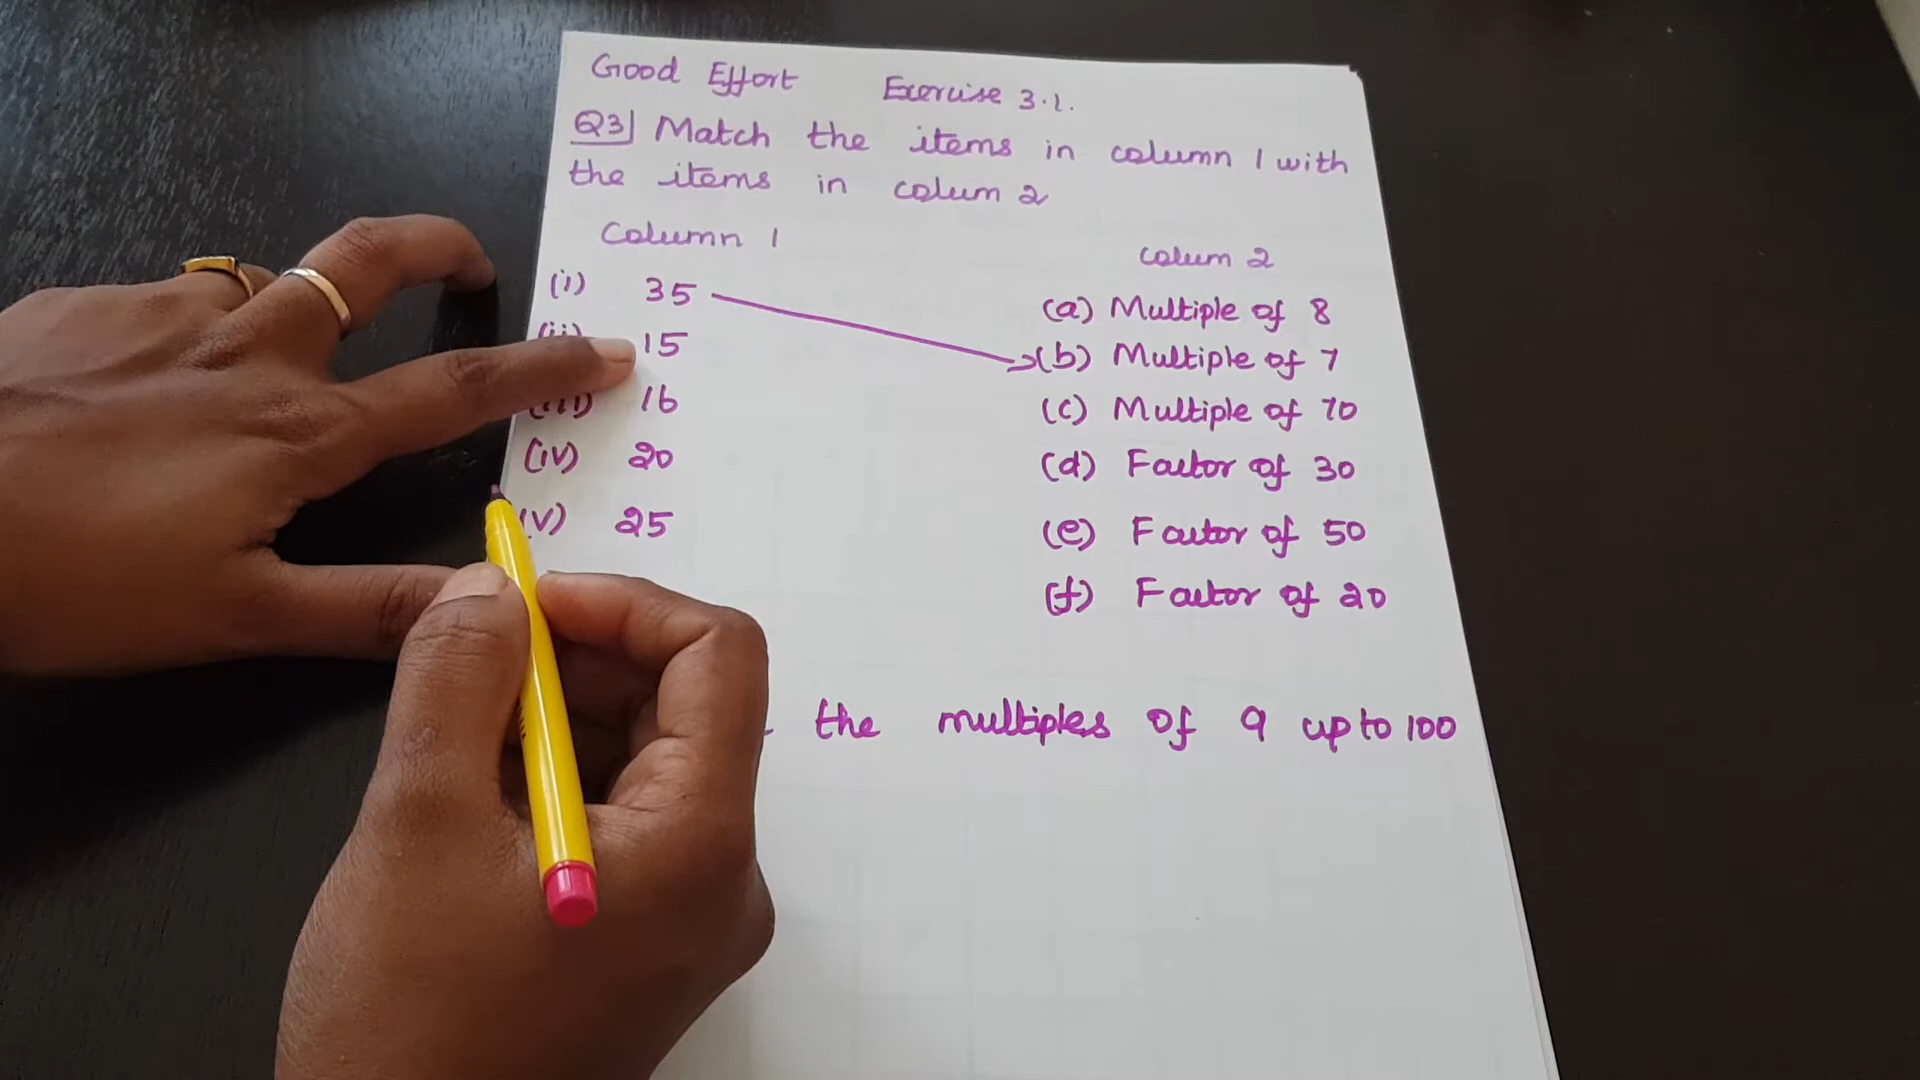 Good Effort Exercise 3.1.
Q3] Match the items in column 1 with
the items in colum 2
Column 1
colum 2
(i) 35
(a) Multiple of 8
(ii) 15
(b) Multiple of 7
(iii) 16
(c) Multiple of 70
(iv) 20
(d) Factor of 30
(v) 25
(e) Factor of 50
(f) Factor of 20
the multiples of 9 up to 100